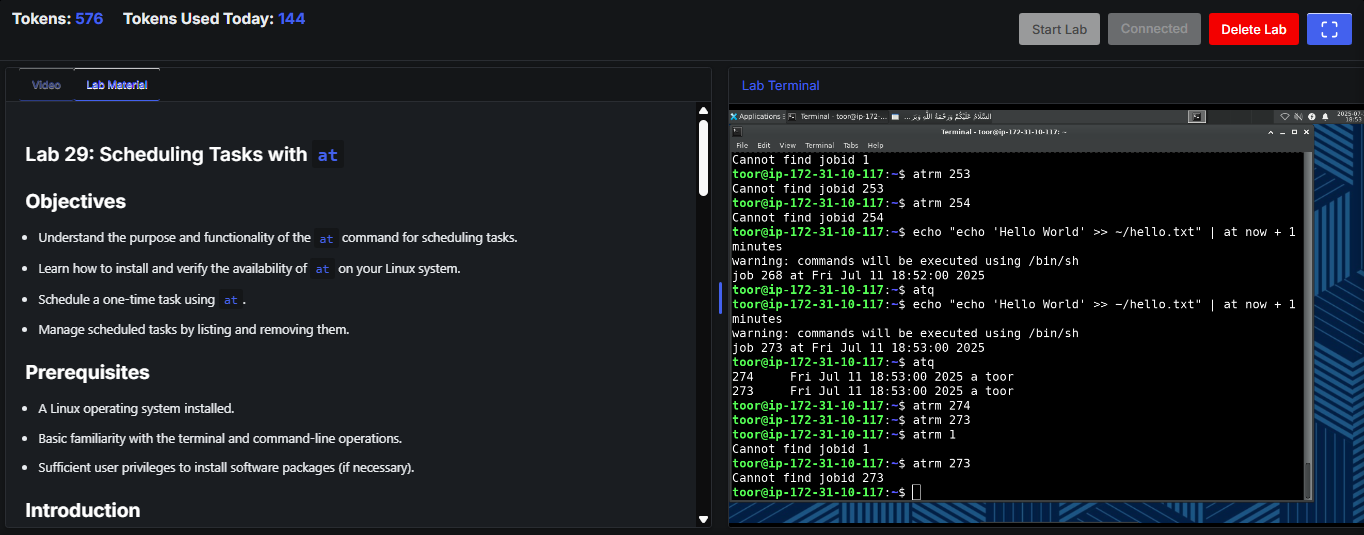 Tokens: 576 Tokens Used Today: 144
Start Lab
Connected
Delete Lab
Video
Lab Material
Lab 29: Scheduling Tasks with at
Objectives
• Understand the purpose and functionality of the at command for scheduling tasks.
• Learn how to install and verify the availability of at on your Linux system.
• Schedule a one-time task using at.
• Manage scheduled tasks by listing and removing them.
Prerequisites
• A Linux operating system installed.
• Basic familiarity with the terminal and command-line operations.
• Sufficient user privileges to install software packages (if necessary).
Introduction
Lab Terminal
Applications
Terminal - toor@ip-172-...
... السَّلَامُ عَلَيْكُمْ وَرَحْمَةُ اللَّهِ وَبَر
2025-07-
18:53
Terminal - toor@ip-172-31-10-117: ~
File Edit View Terminal Tabs Help
Cannot find jobid 1
toor@ip-172-31-10-117:~$ atrm 253
Cannot find jobid 253
toor@ip-172-31-10-117:~$ atrm 254
Cannot find jobid 254
toor@ip-172-31-10-117:~$ echo "echo 'Hello World' >> ~/hello.txt" | at now + 1
minutes
warning: commands will be executed using /bin/sh
job 268 at Fri Jul 11 18:52:00 2025
toor@ip-172-31-10-117:~$ atq
toor@ip-172-31-10-117:~$ echo "echo 'Hello World' >> ~/hello.txt" | at now + 1
minutes
warning: commands will be executed using /bin/sh
job 273 at Fri Jul 11 18:53:00 2025
toor@ip-172-31-10-117:~$ atq
274 Fri Jul 11 18:53:00 2025 a toor
273 Fri Jul 11 18:53:00 2025 a toor
toor@ip-172-31-10-117:~$ atrm 274
toor@ip-172-31-10-117:~$ atrm 273
toor@ip-172-31-10-117:~$ atrm 1
Cannot find jobid 1
toor@ip-172-31-10-117:~$ atrm 273
Cannot find jobid 273
toor@ip-172-31-10-117:~$